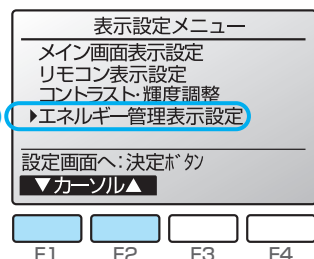 表示設定メニュー
メイン画面表示設定
リモコン表示設定
コントラスト・輝度調整
▶エネルギー管理表示設定
設定画面へ:決定ボタン
▼カーソル▲
F1 F2 F3 F4